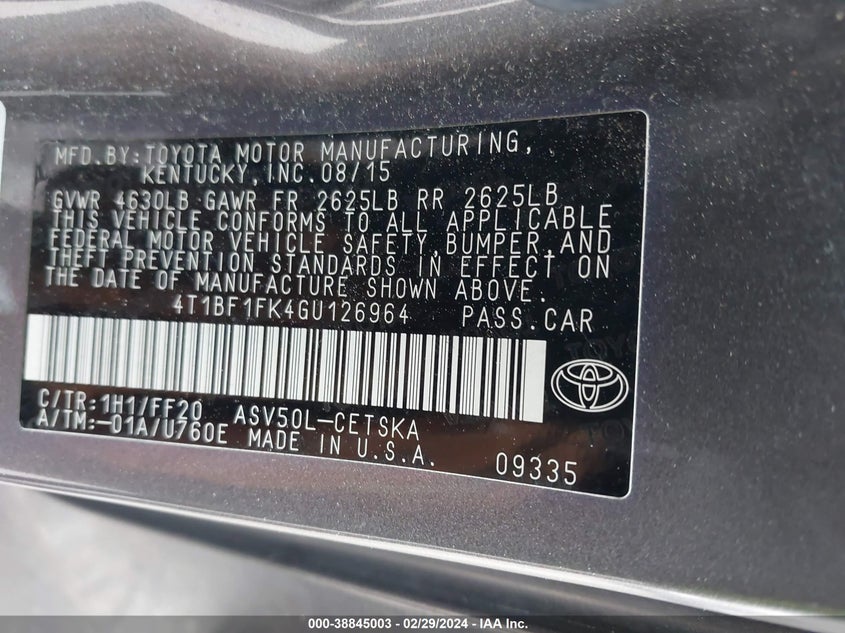 MFD.BY:TOYOTA MOTOR MANUFACTURING,
KENTUCKY, INC. 08/15
GVWR 4630LB GAWR FR 2625LB RR 2625LB
THIS VEHICLE CONFORMS TO ALL APPLICABLE
FEDERAL MOTOR VEHICLE SAFETY, BUMPER, AND
THEFT PREVENTION STANDARDS IN EFFECT ON
THE DATE OF MANUFACTURE SHOWN ABOVE.
4T1BF1FK4GU126964 PASS.CAR
C/TR:1H1/FF20 ASV50L-CETSKA
A/TM:-01A/U760E MADE IN U.S.A.
09335
000-38845003 - 02/29/2024 - IAA Inc.